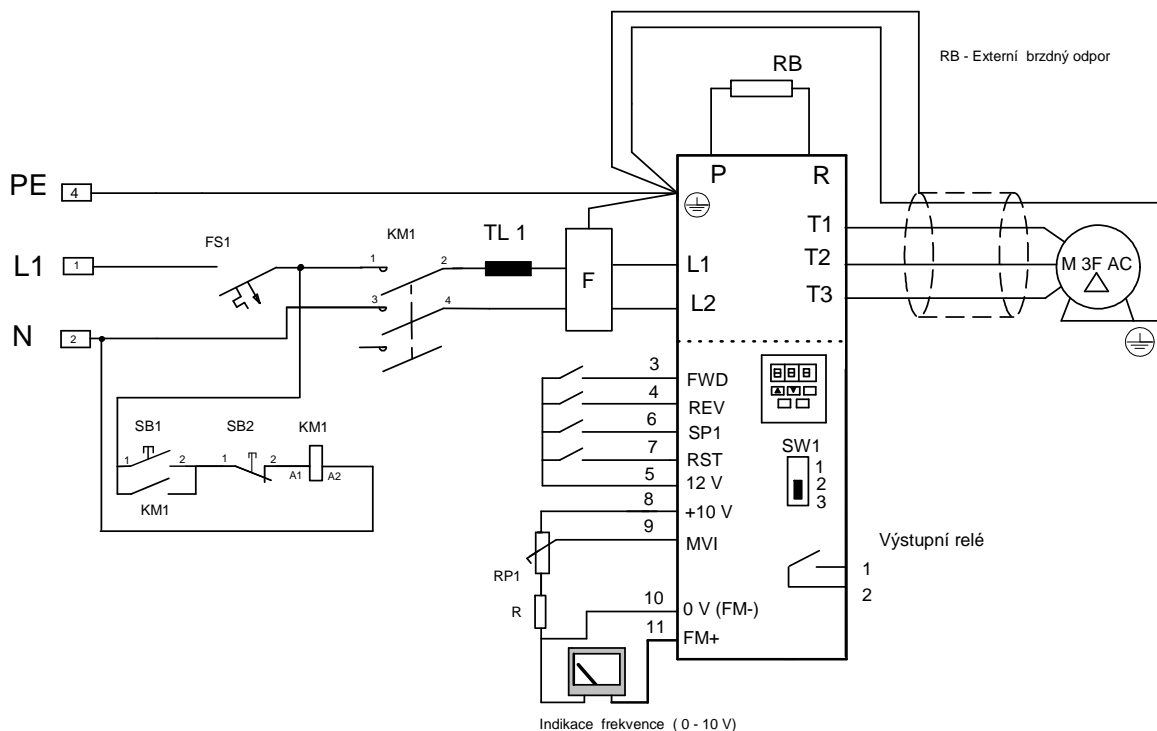 RB - Externí brzdný odpor
RB
P R
PE 4
L1 1
FS1
KM1
1 2
TL 1
3 4
N 2
F
L1
L2
T1
T2
T3
M 3F AC
3 FWD
4 REV
6 SP1
7 RST
5 12 V
8 +10 V
9 MVI
10 0 V (FM-)
11 FM+
SB1
1 2
SB2
1 2
KM1
A1 A2
KM1
8 8 8
SW1
1
2
3
Výstupní relé
1
2
RP1
R
Indikace frekvence ( 0 - 10 V)